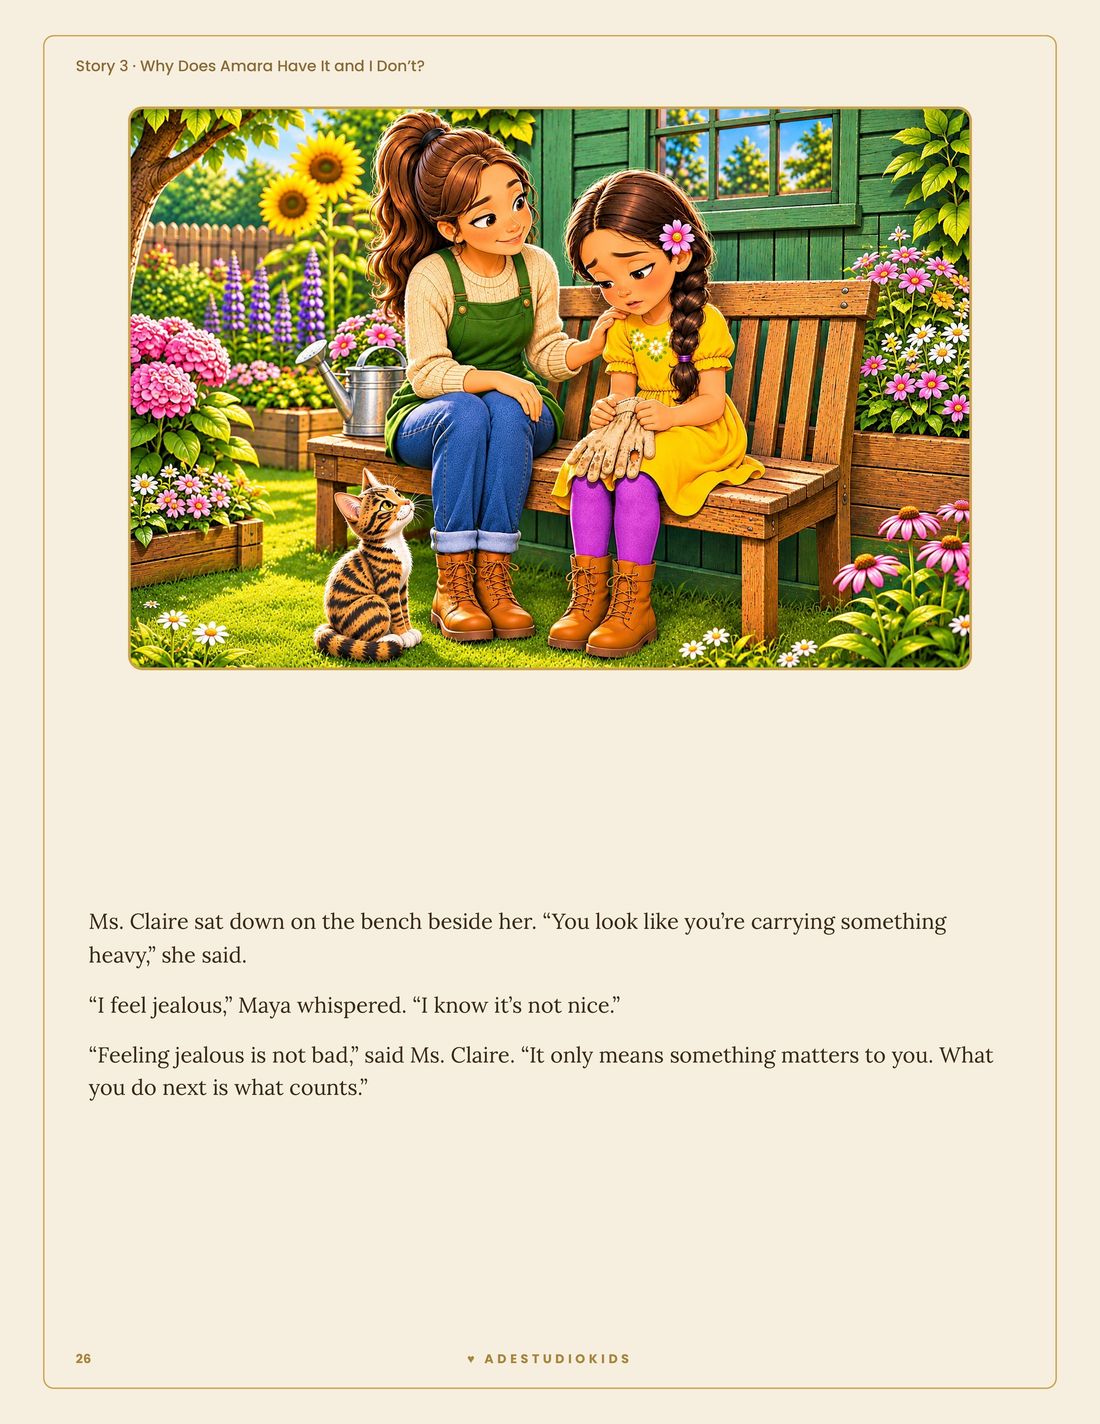 Story 3 · Why Does Amara Have It and I Don’t?
Ms. Claire sat down on the bench beside her. “You look like you’re carrying something
heavy,” she said.
“I feel jealous,” Maya whispered. “I know it’s not nice.”
“Feeling jealous is not bad,” said Ms. Claire. “It only means something matters to you. What
you do next is what counts.”
26
♥ ADESTUDIOKIDS